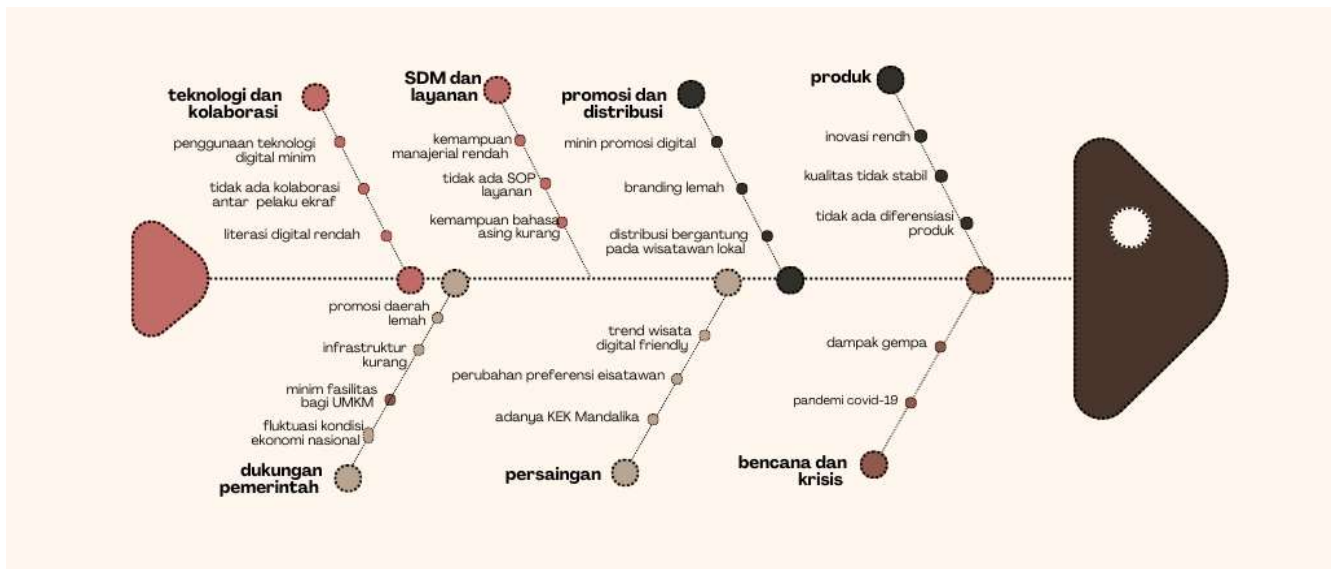 teknologi dan
kolaborasi
penggunaan teknologi
digital minim
tidak ada kolaborasi
antar pelaku ekraf
literasi digital rendah
SDM dan
layanan
kemampuan
manajerial rendah
tidak ada SOP
layanan
kemampuan bahasa
asing kurang
promosi dan
distribusi
minin promosi digital
branding lemah
distribusi bergantung
pada wisatawan lokal
produk
inovasi rendh
kualitas tidak stabil
tidak ada diferensiasi
produk
promosi daerah
lemah
infrastruktur
kurang
minim fasilitas
bagi UMKM
fluktuasi kondisi
ekonomi nasional
dukungan
pemerintah
trend wisata
digital friendly
perubahan preferensi eisatawan
adanya KEK Mandalika
persaingan
dampak gempa
pandemi covid-19
bencana dan
krisis